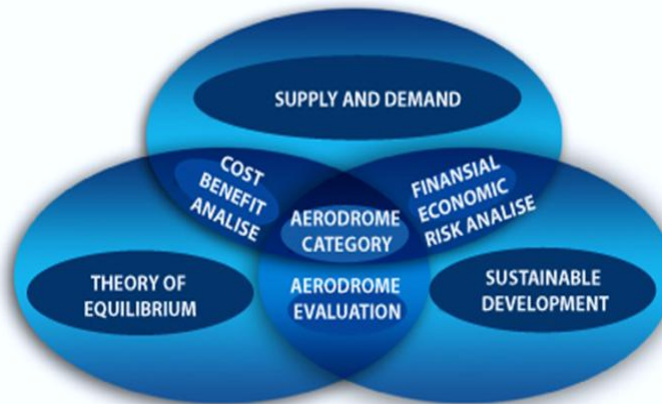 SUPPLY AND DEMAND
COST
BENEFIT
ANALISE
FINANSIAL
ECONOMIC
RISK ANALISE
AERODROME
CATEGORY
THEORY OF
EQUILIBRIUM
AERODROME
EVALUATION
SUSTAINABLE
DEVELOPMENT